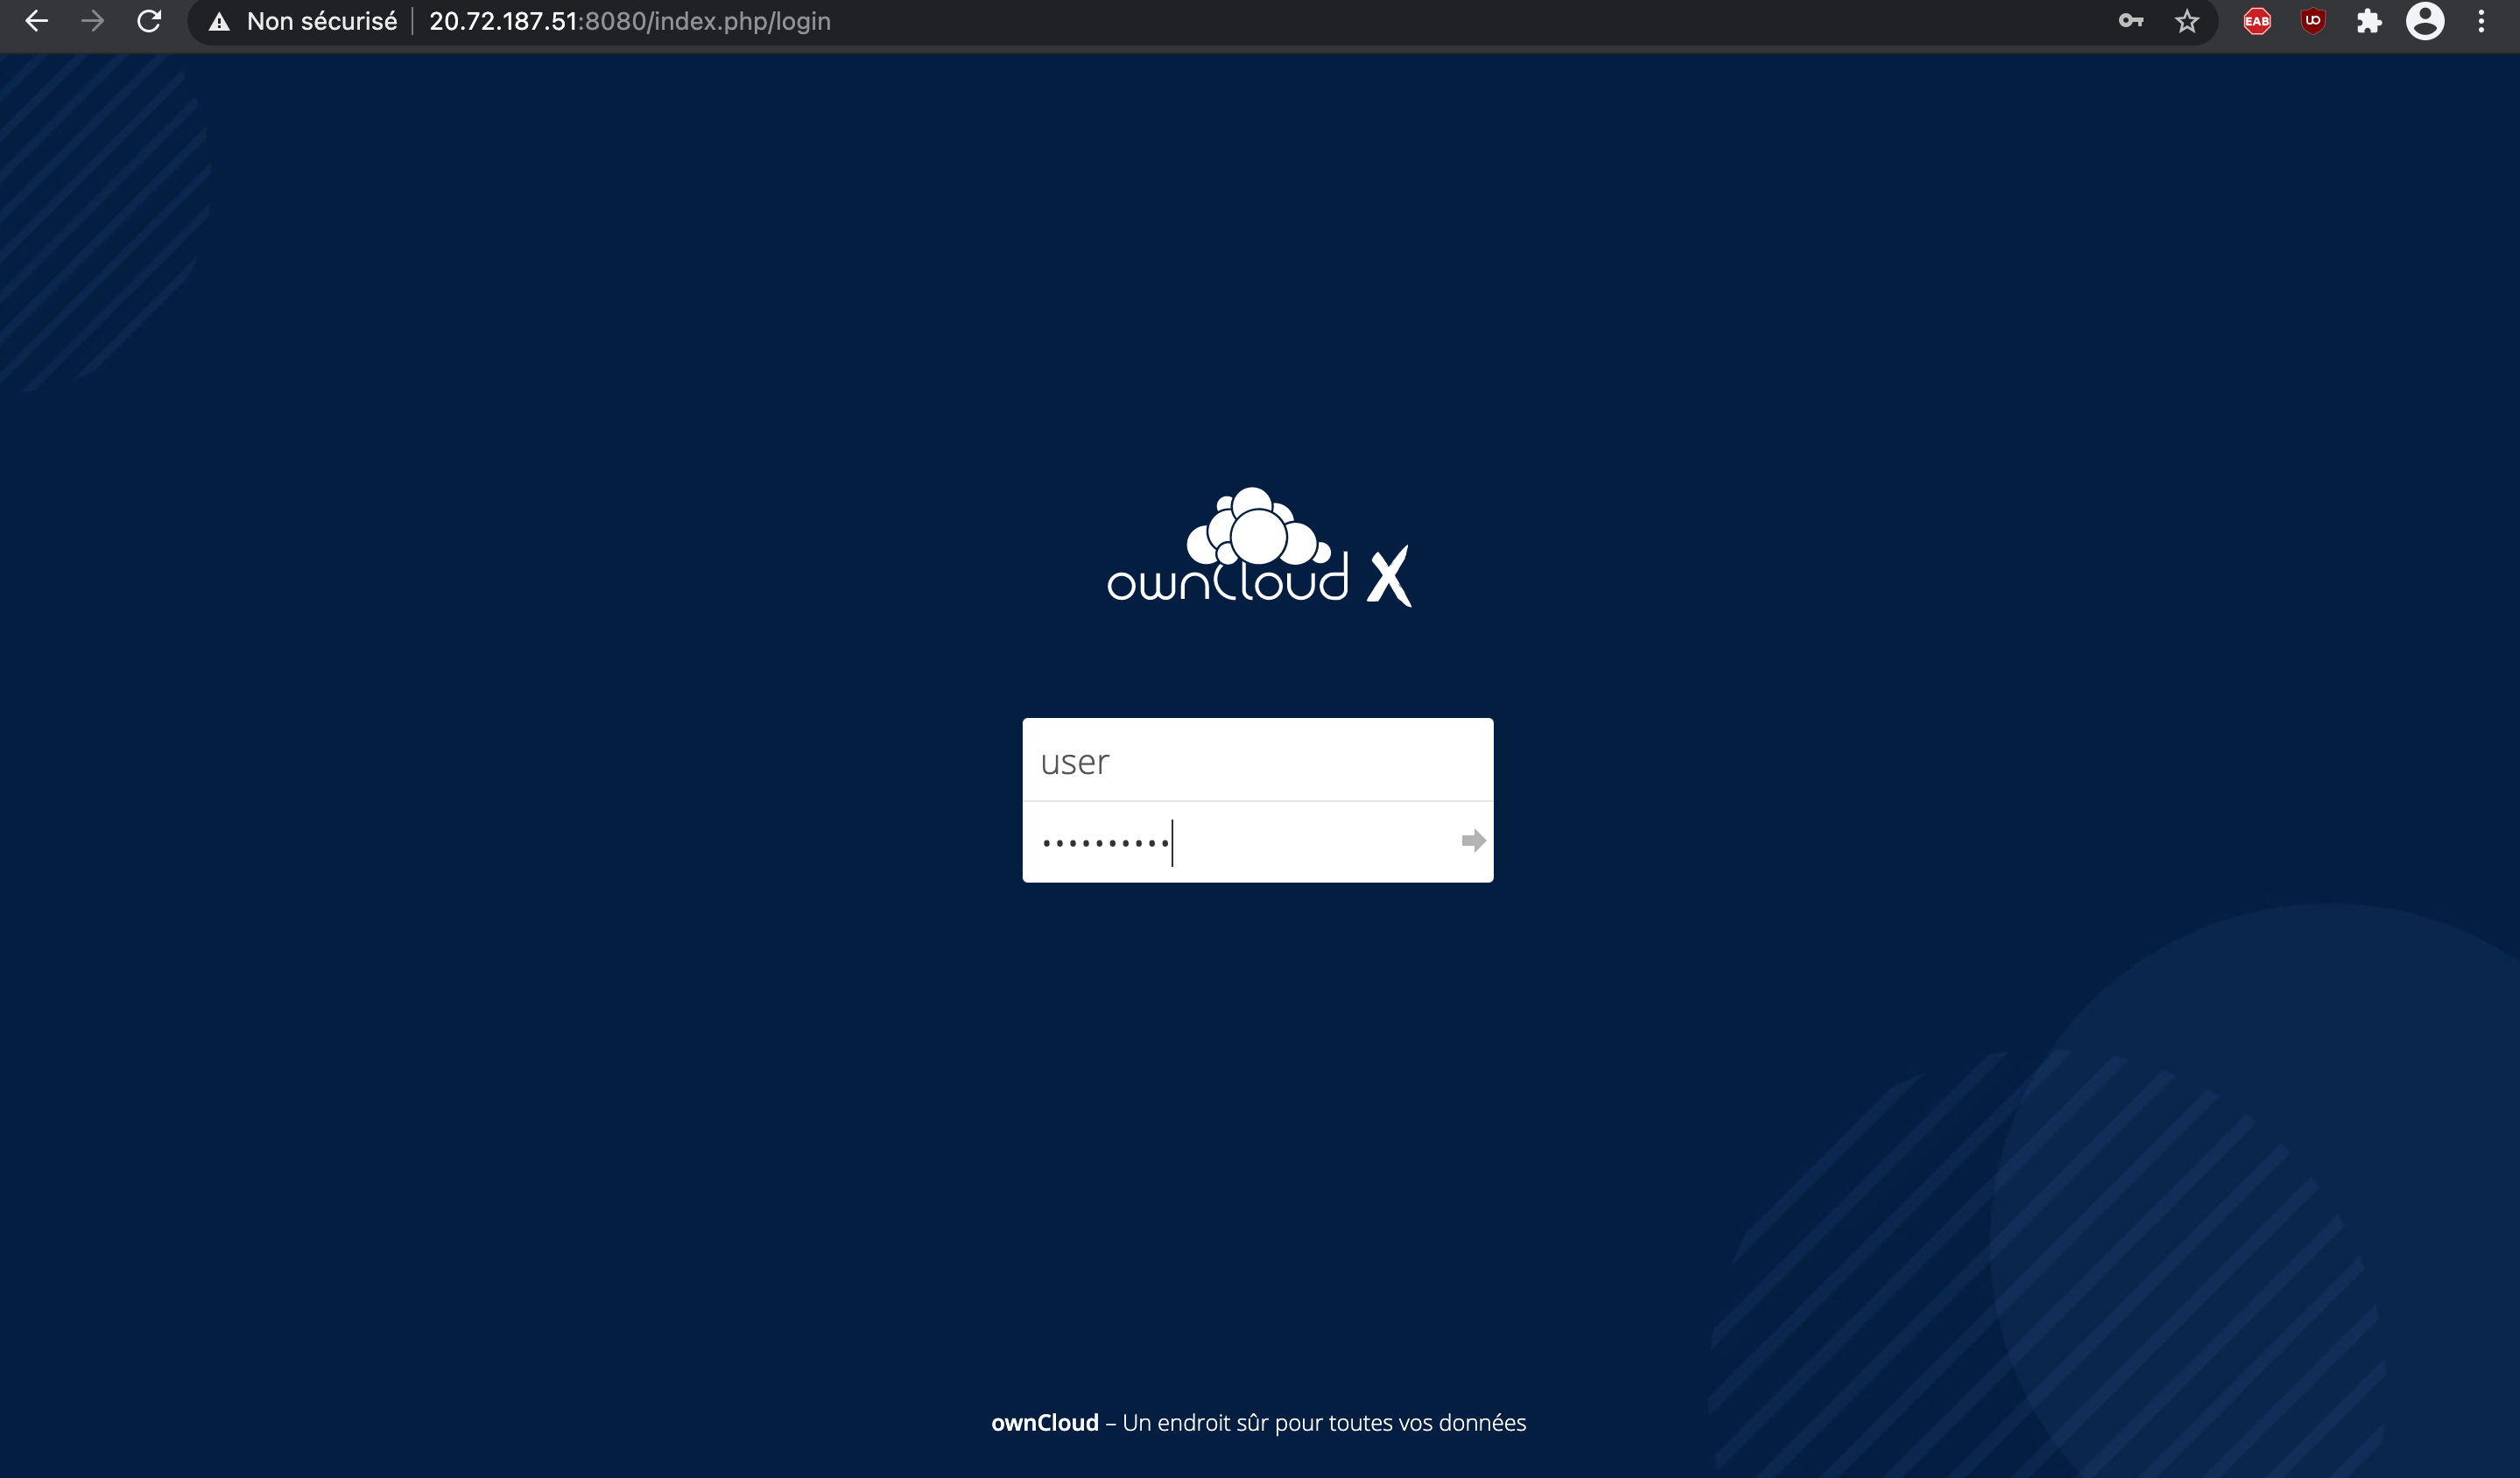 Non sécurisé 20.72.187.51:8080/index.php/login
EAB
ownCloud X
user
ownCloud – Un endroit sûr pour toutes vos données